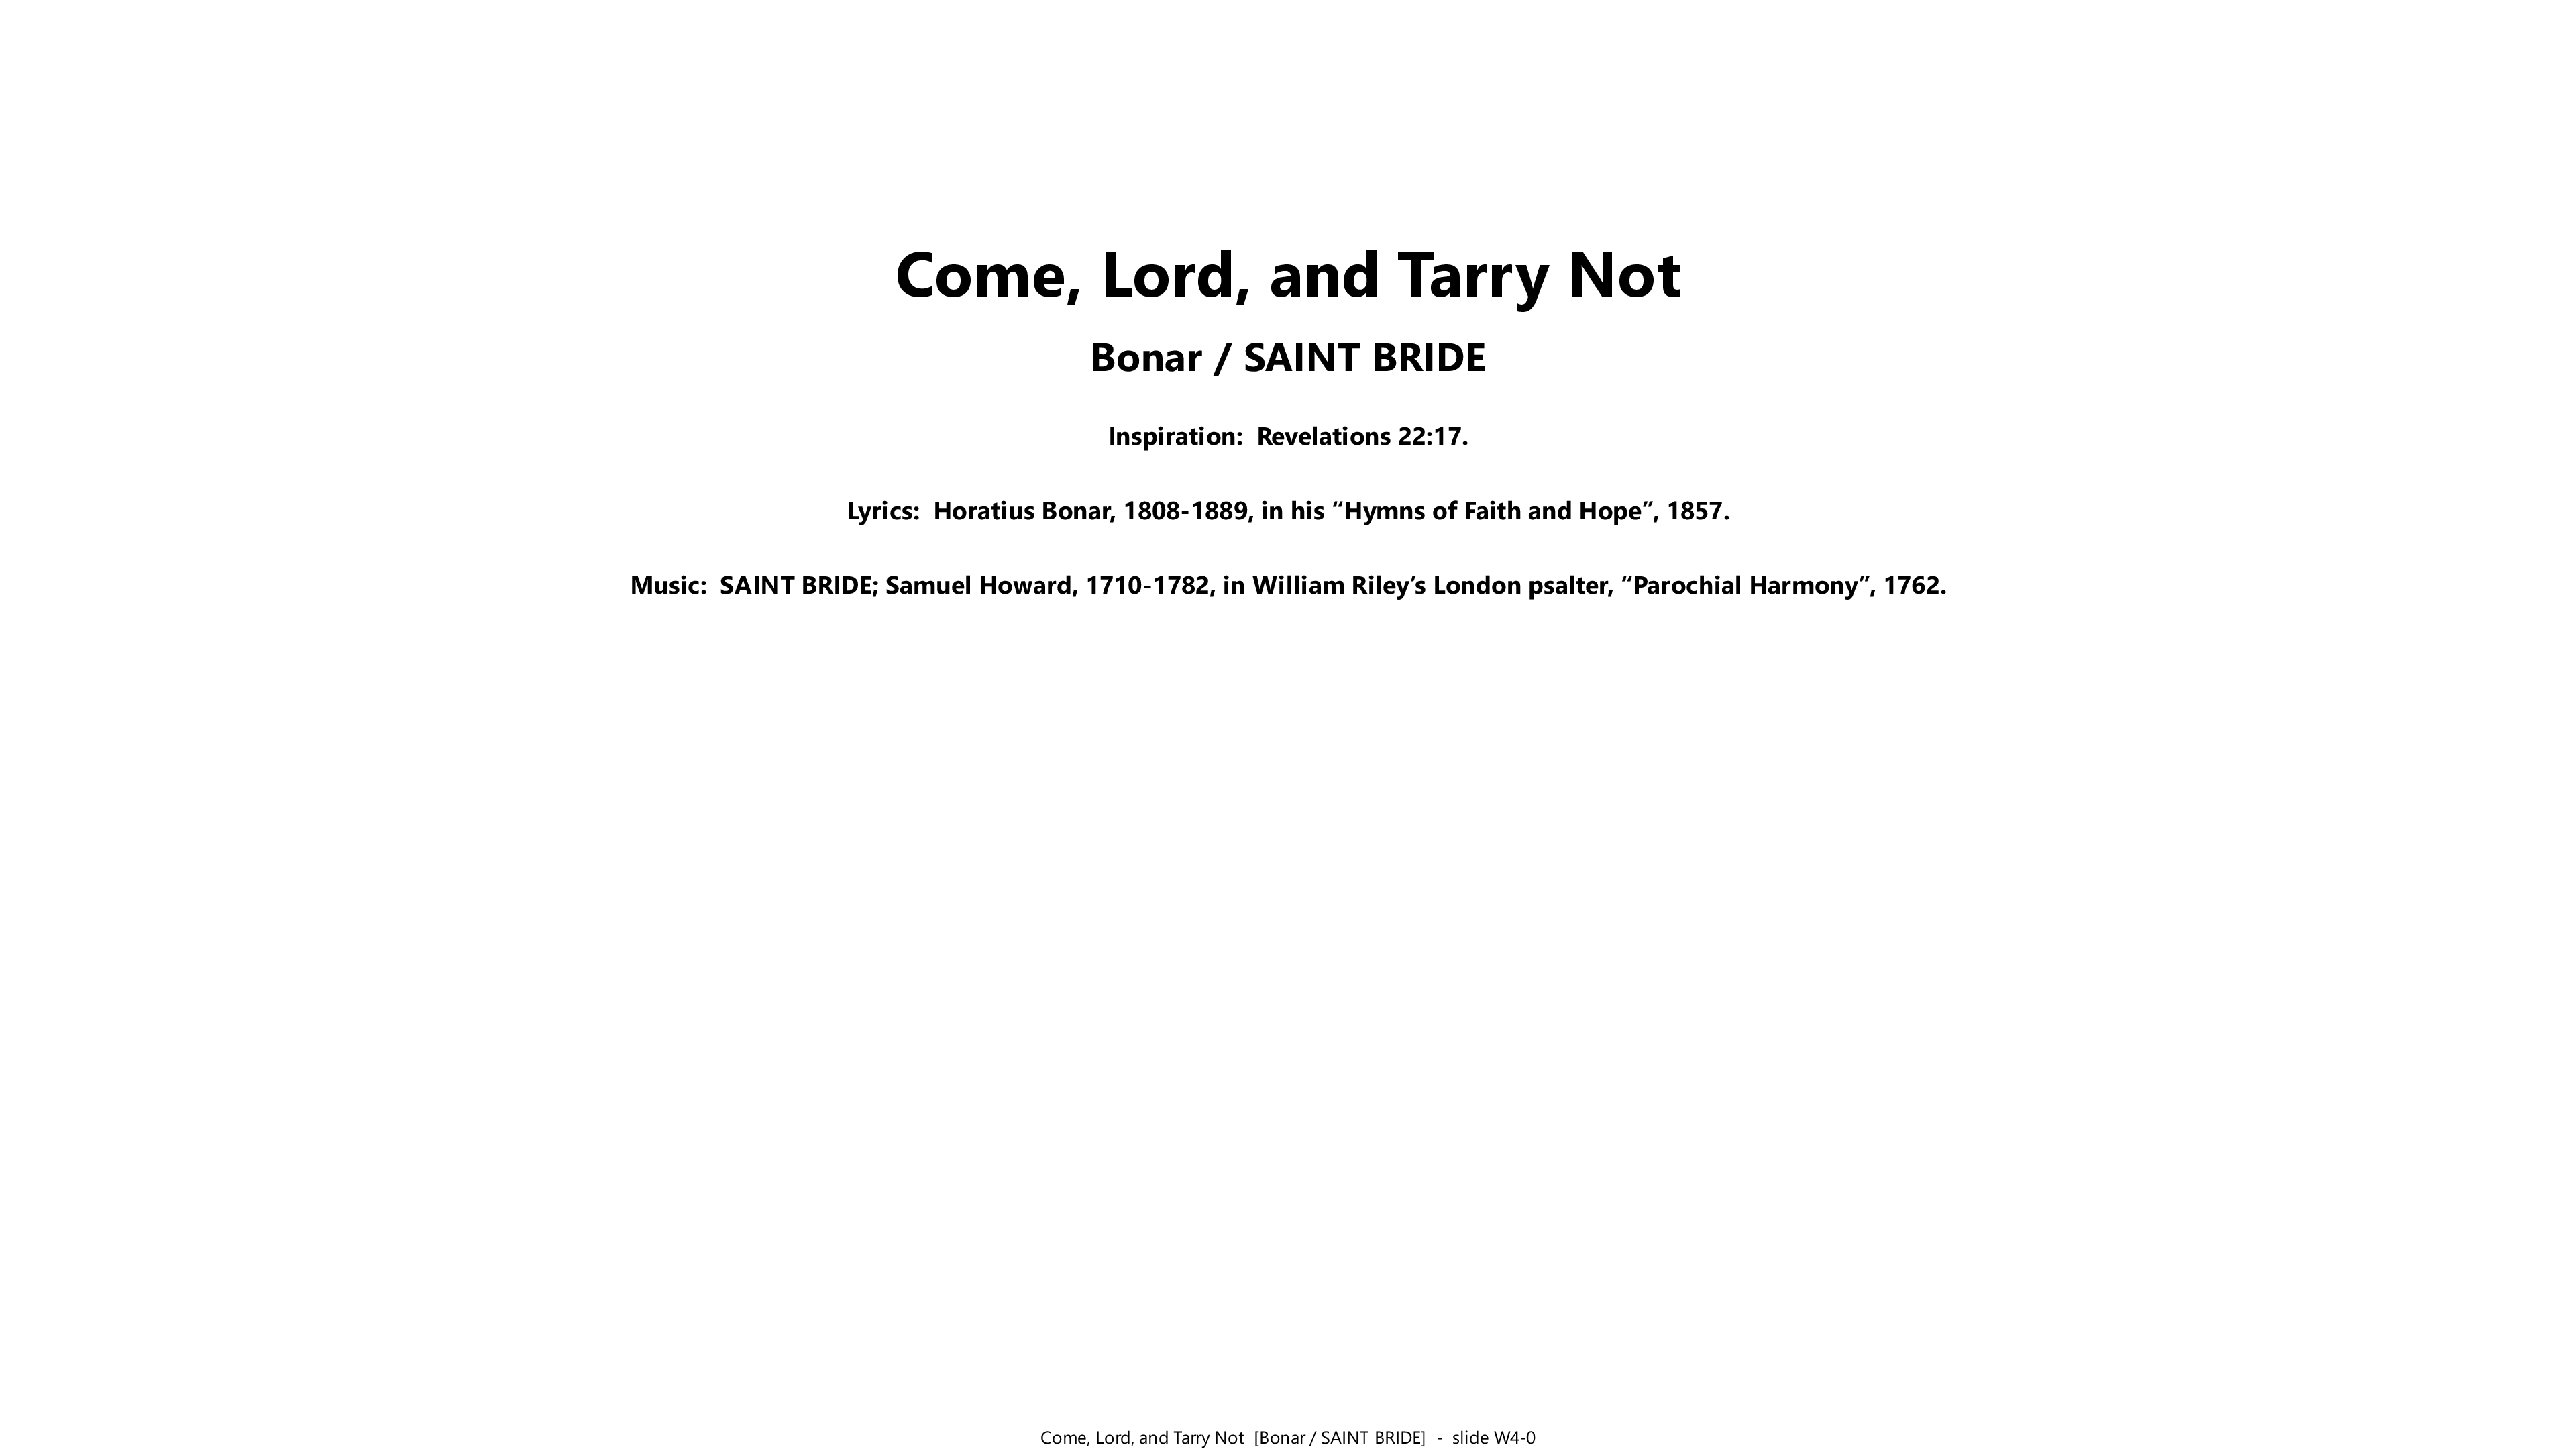 Come, Lord, and Tarry Not
Bonar / SAINT BRIDE
Inspiration:  Revelations 22:17.
Lyrics:  Horatius Bonar, 1808-1889, in his “Hymns of Faith and Hope”, 1857.
Music:  SAINT BRIDE; Samuel Howard, 1710-1782, in William Riley’s London psalter, “Parochial Harmony”, 1762.
Come, Lord, and Tarry Not  [Bonar / SAINT BRIDE]  -  slide W4-0